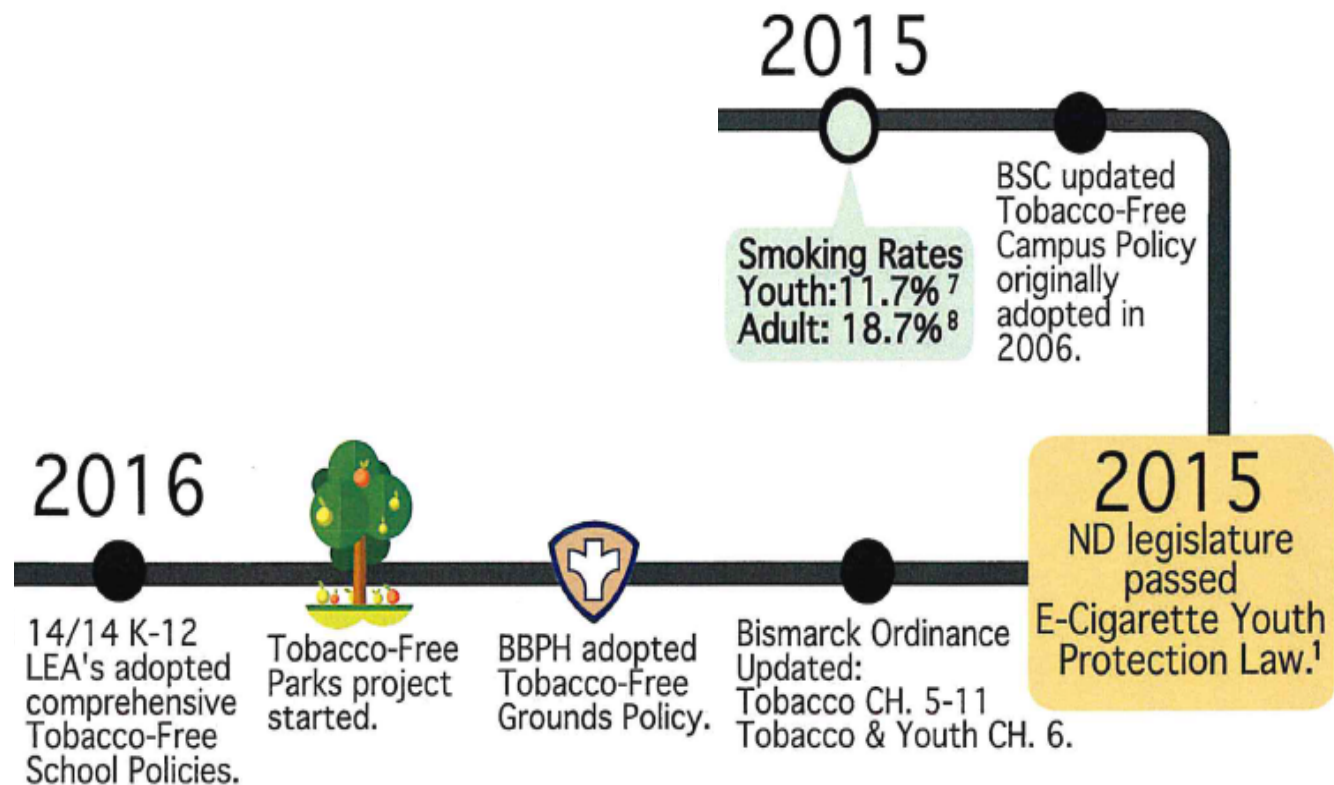 2015
Smoking Rates
Youth:11.7% 7
Adult: 18.7% 8
BSC updated
Tobacco-Free
Campus Policy
originally
adopted in
2006.
2015
ND legislature
passed
E-Cigarette Youth
Protection Law.1
Bismarck Ordinance
Updated:
Tobacco CH. 5-11
Tobacco & Youth CH. 6.
BBPH adopted
Tobacco-Free
Grounds Policy.
Tobacco-Free
Parks project
started.
2016
14/14 K-12
LEA's adopted
comprehensive
Tobacco-Free
School Policies.